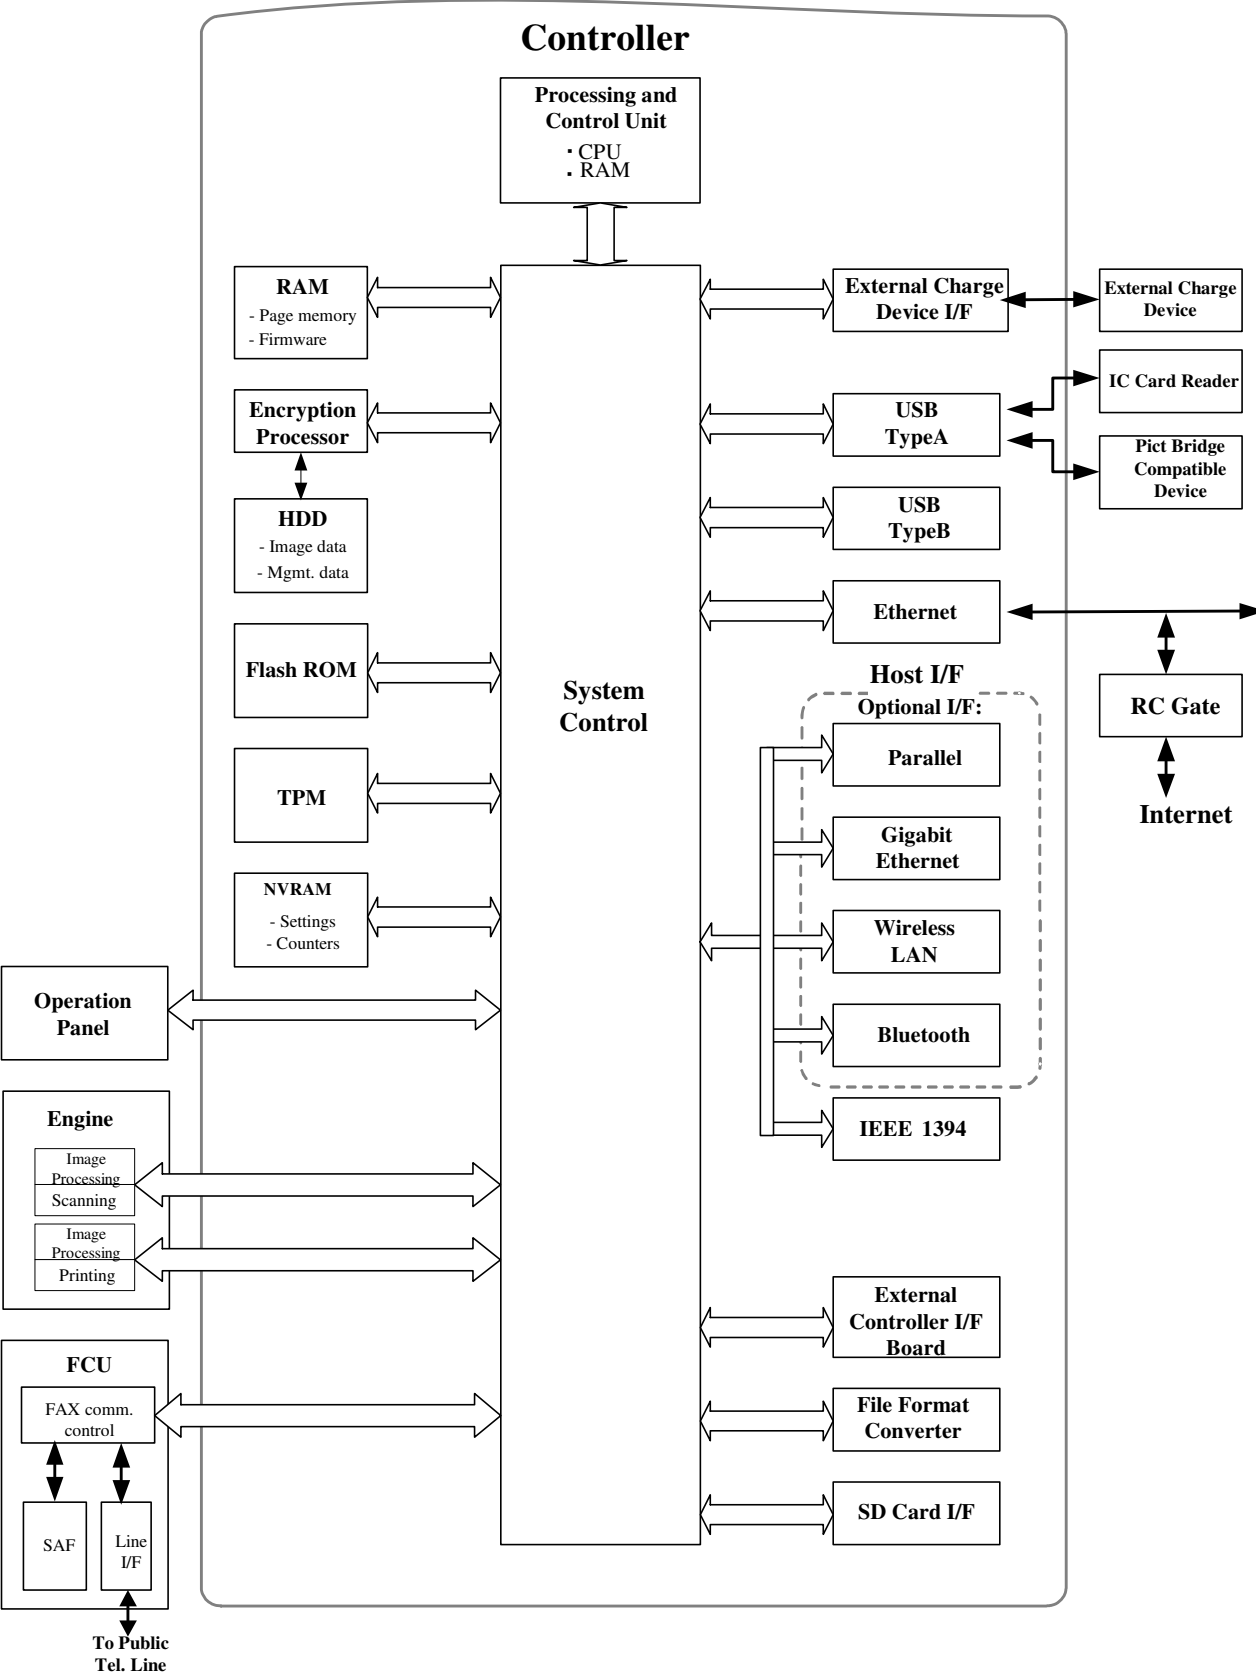 Controller
Processing and
Control Unit
· CPU
· RAM
RAM
- Page memory
- Firmware
Encryption
Processor
HDD
- Image data
- Mgmt. data
Flash ROM
TPM
NVRAM
- Settings
- Counters
Operation
Panel
Engine
Image
Processing
Scanning
Image
Processing
Printing
FCU
FAX comm.
control
SAF
Line
I/F
To Public
Tel. Line
System
Control
External Charge
Device I/F
USB
TypeA
USB
TypeB
Ethernet
Host I/F
Optional I/F:
Parallel
Gigabit
Ethernet
Wireless
LAN
Bluetooth
IEEE 1394
External
Controller I/F
Board
File Format
Converter
SD Card I/F
External Charge
Device
IC Card Reader
Pict Bridge
Compatible
Device
RC Gate
Internet